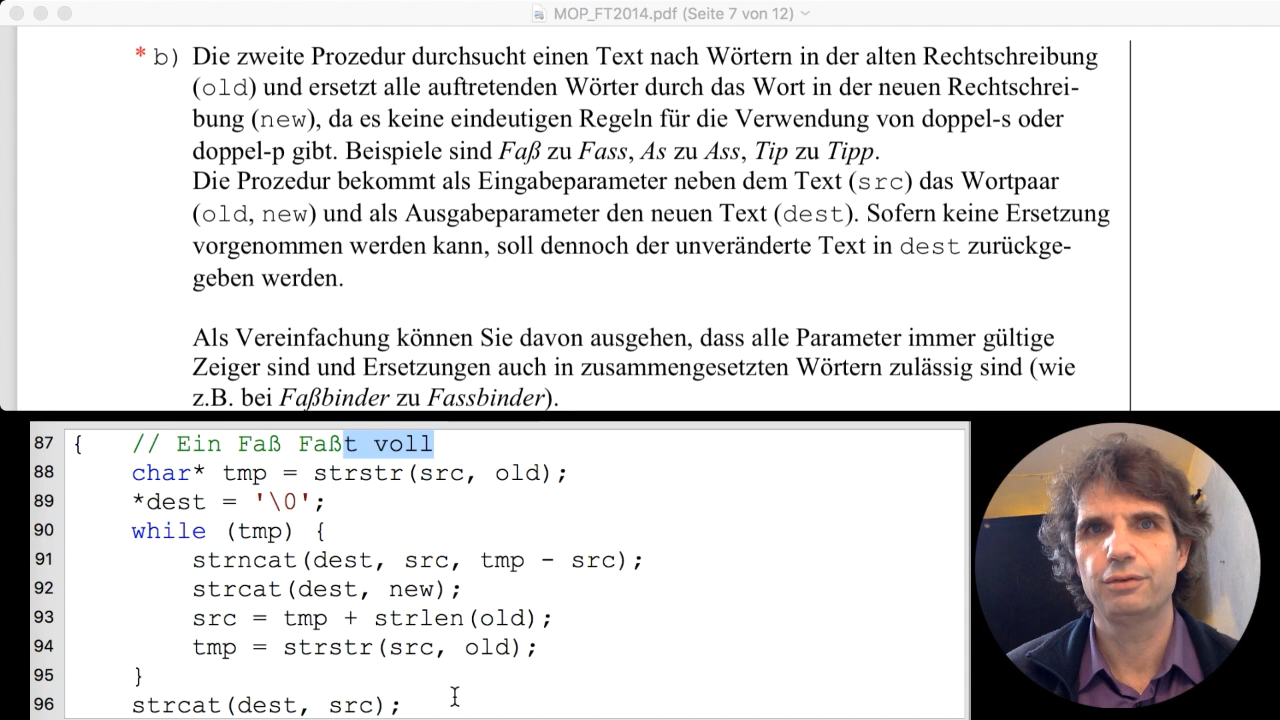 MOP_FT2014.pdf (Seite 7 von 12)
* b) Die zweite Prozedur durchsucht einen Text nach Wörtern in der alten Rechtschreibung
(old) und ersetzt alle auftretenden Wörter durch das Wort in der neuen Rechtschrei-
bung (new), da es keine eindeutigen Regeln für die Verwendung von doppel-s oder
doppel-p gibt. Beispiele sind Faß zu Fass, As zu Ass, Tip zu Tipp.
Die Prozedur bekommt als Eingabeparameter neben dem Text (src) das Wortpaar
(old, new) und als Ausgabeparameter den neuen Text (dest). Sofern keine Ersetzung
vorgenommen werden kann, soll dennoch der unveränderte Text in dest zurückge-
geben werden.
Als Vereinfachung können Sie davon ausgehen, dass alle Parameter immer gültige
Zeiger sind und Ersetzungen auch in zusammengesetzten Wörtern zulässig sind (wie
z.B. bei Faßbinder zu Fassbinder).
87 { // Ein Faß Faßt voll
88 char* tmp = strstr(src, old);
89 *dest = '\0';
90 while (tmp) {
91 strncat(dest, src, tmp - src);
92 strcat(dest, new);
93 src = tmp + strlen(old);
94 tmp = strstr(src, old);
95 }
96 strcat(dest, src);